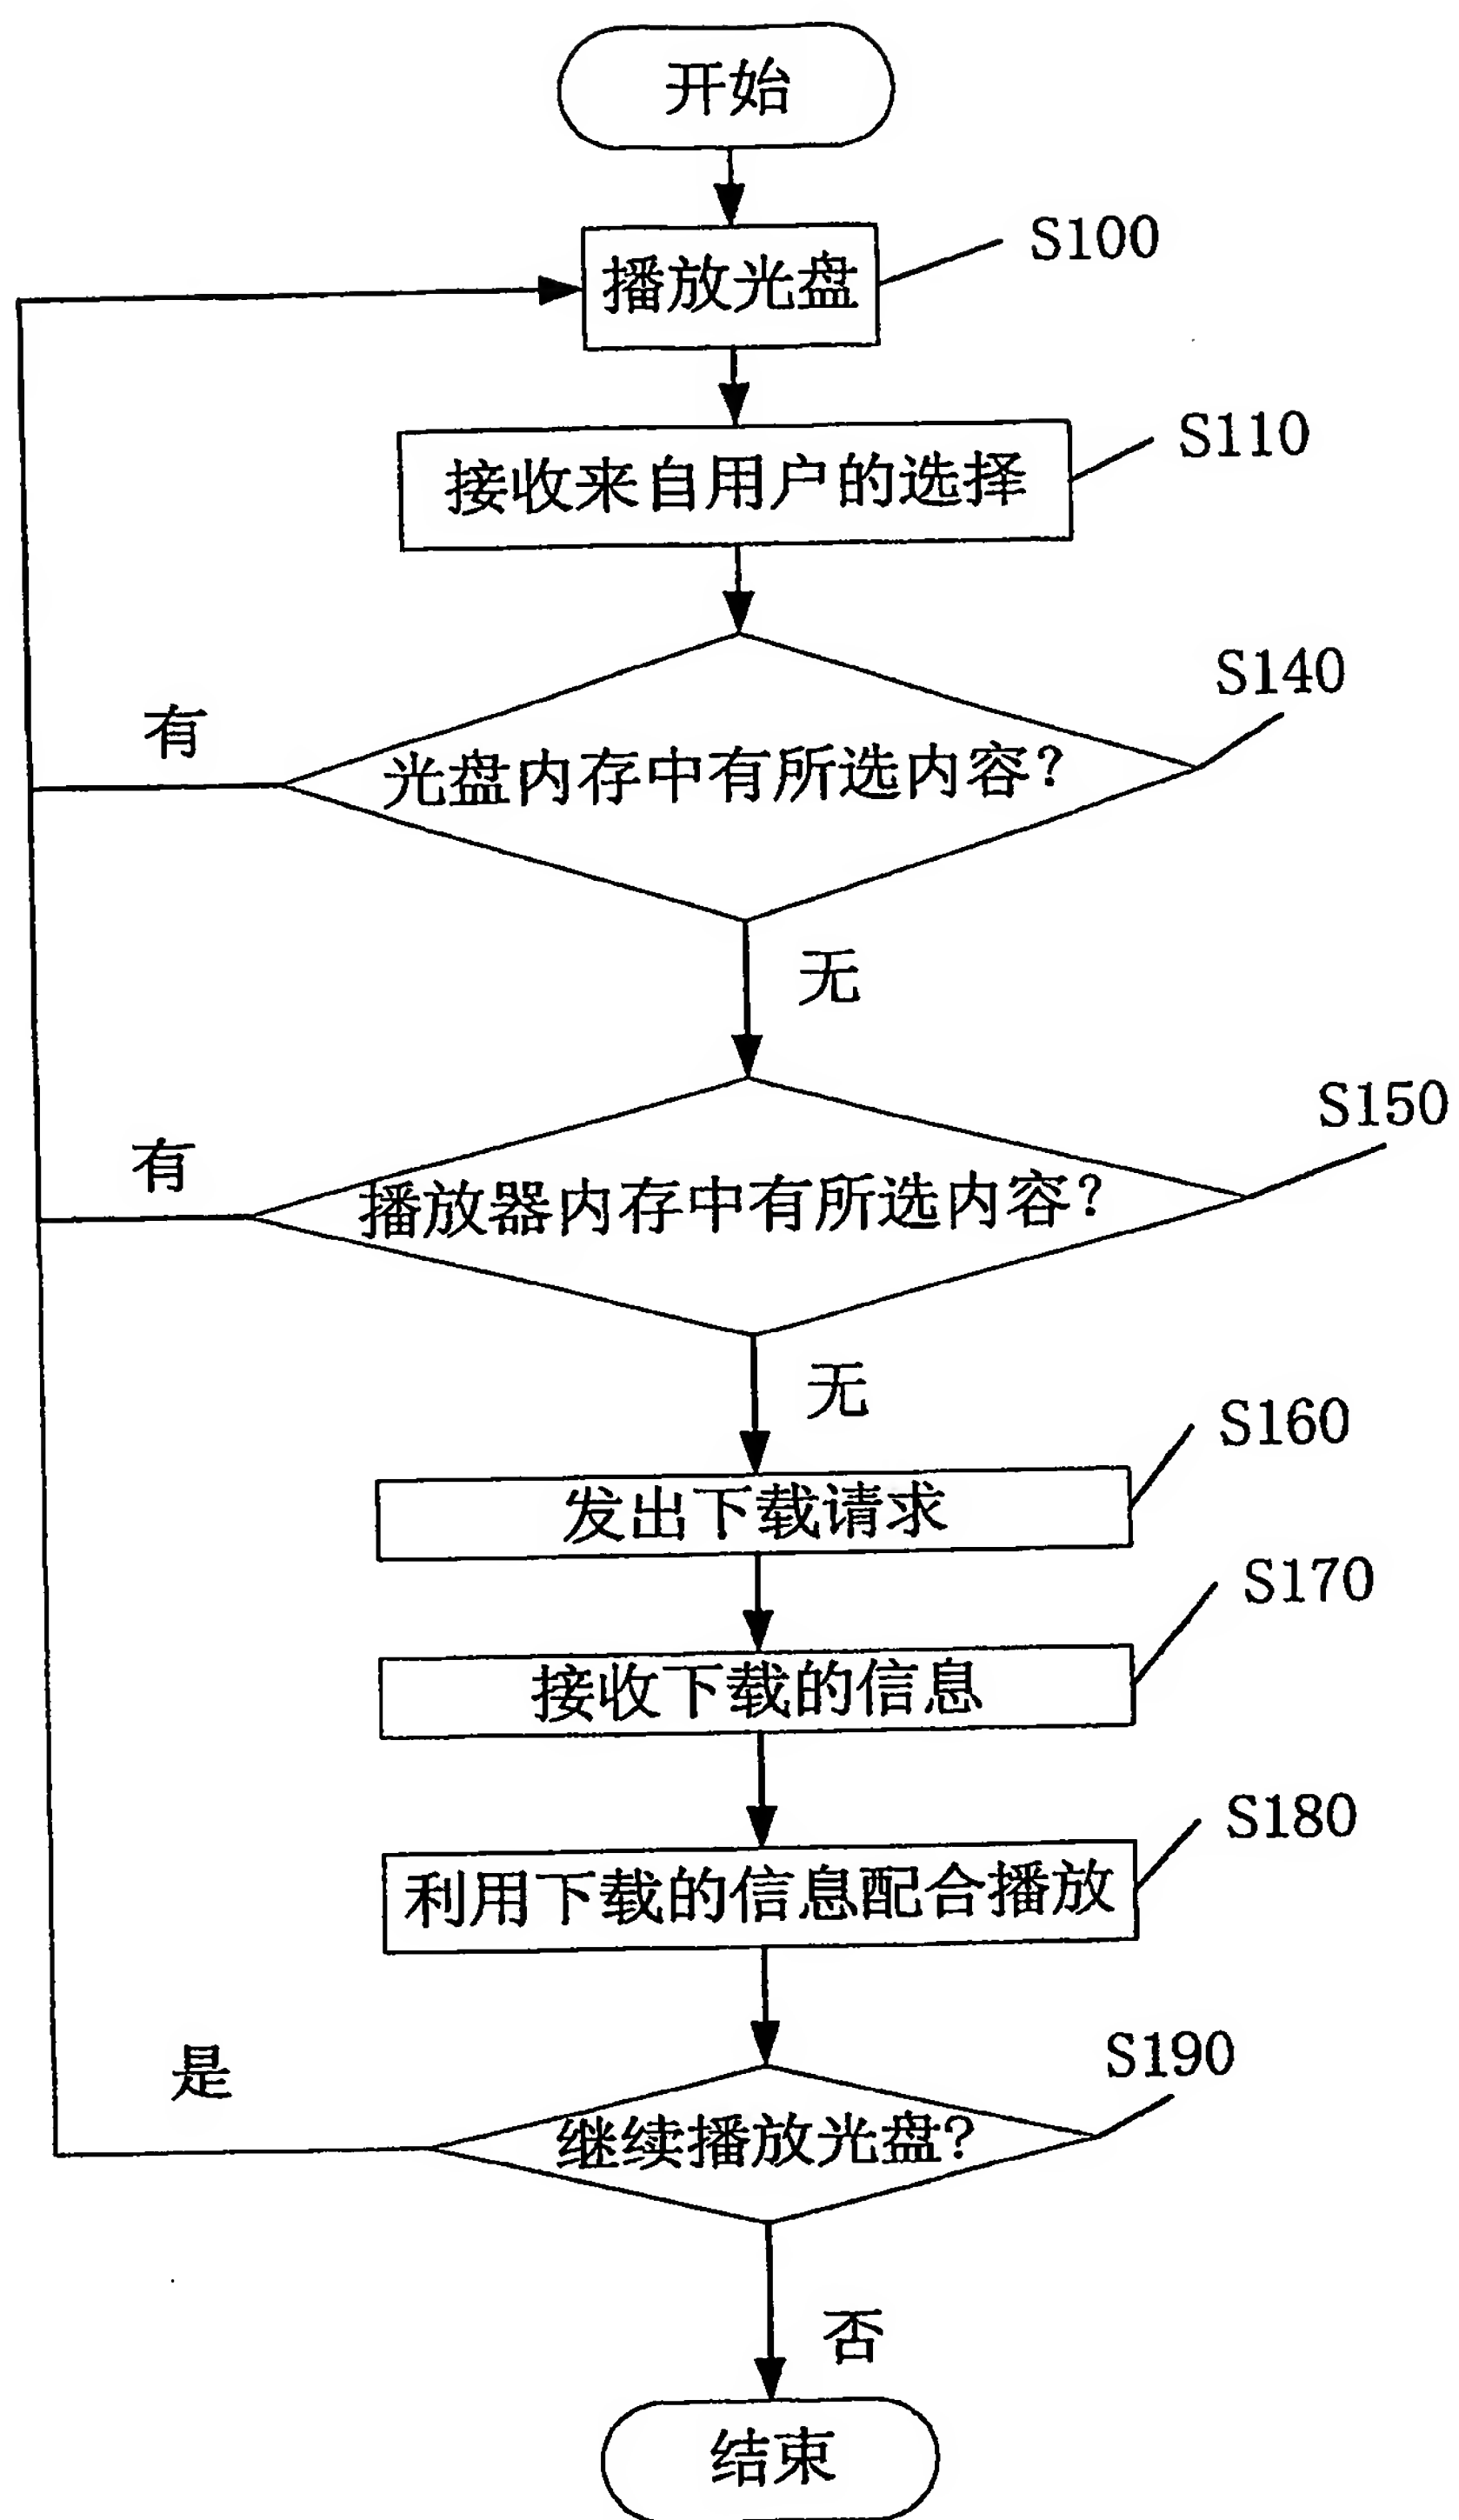 开始
播放光盘
S100
接收来自用户的选择
S110
S140
有
光盘内存中有所选内容?
无
S150
有
播放器内存中有所选内容?
无
S160
发出下载请求
S170
接收下载的信息
S180
利用下载的信息配合播放
S190
是
继续播放光盘?
否
结束